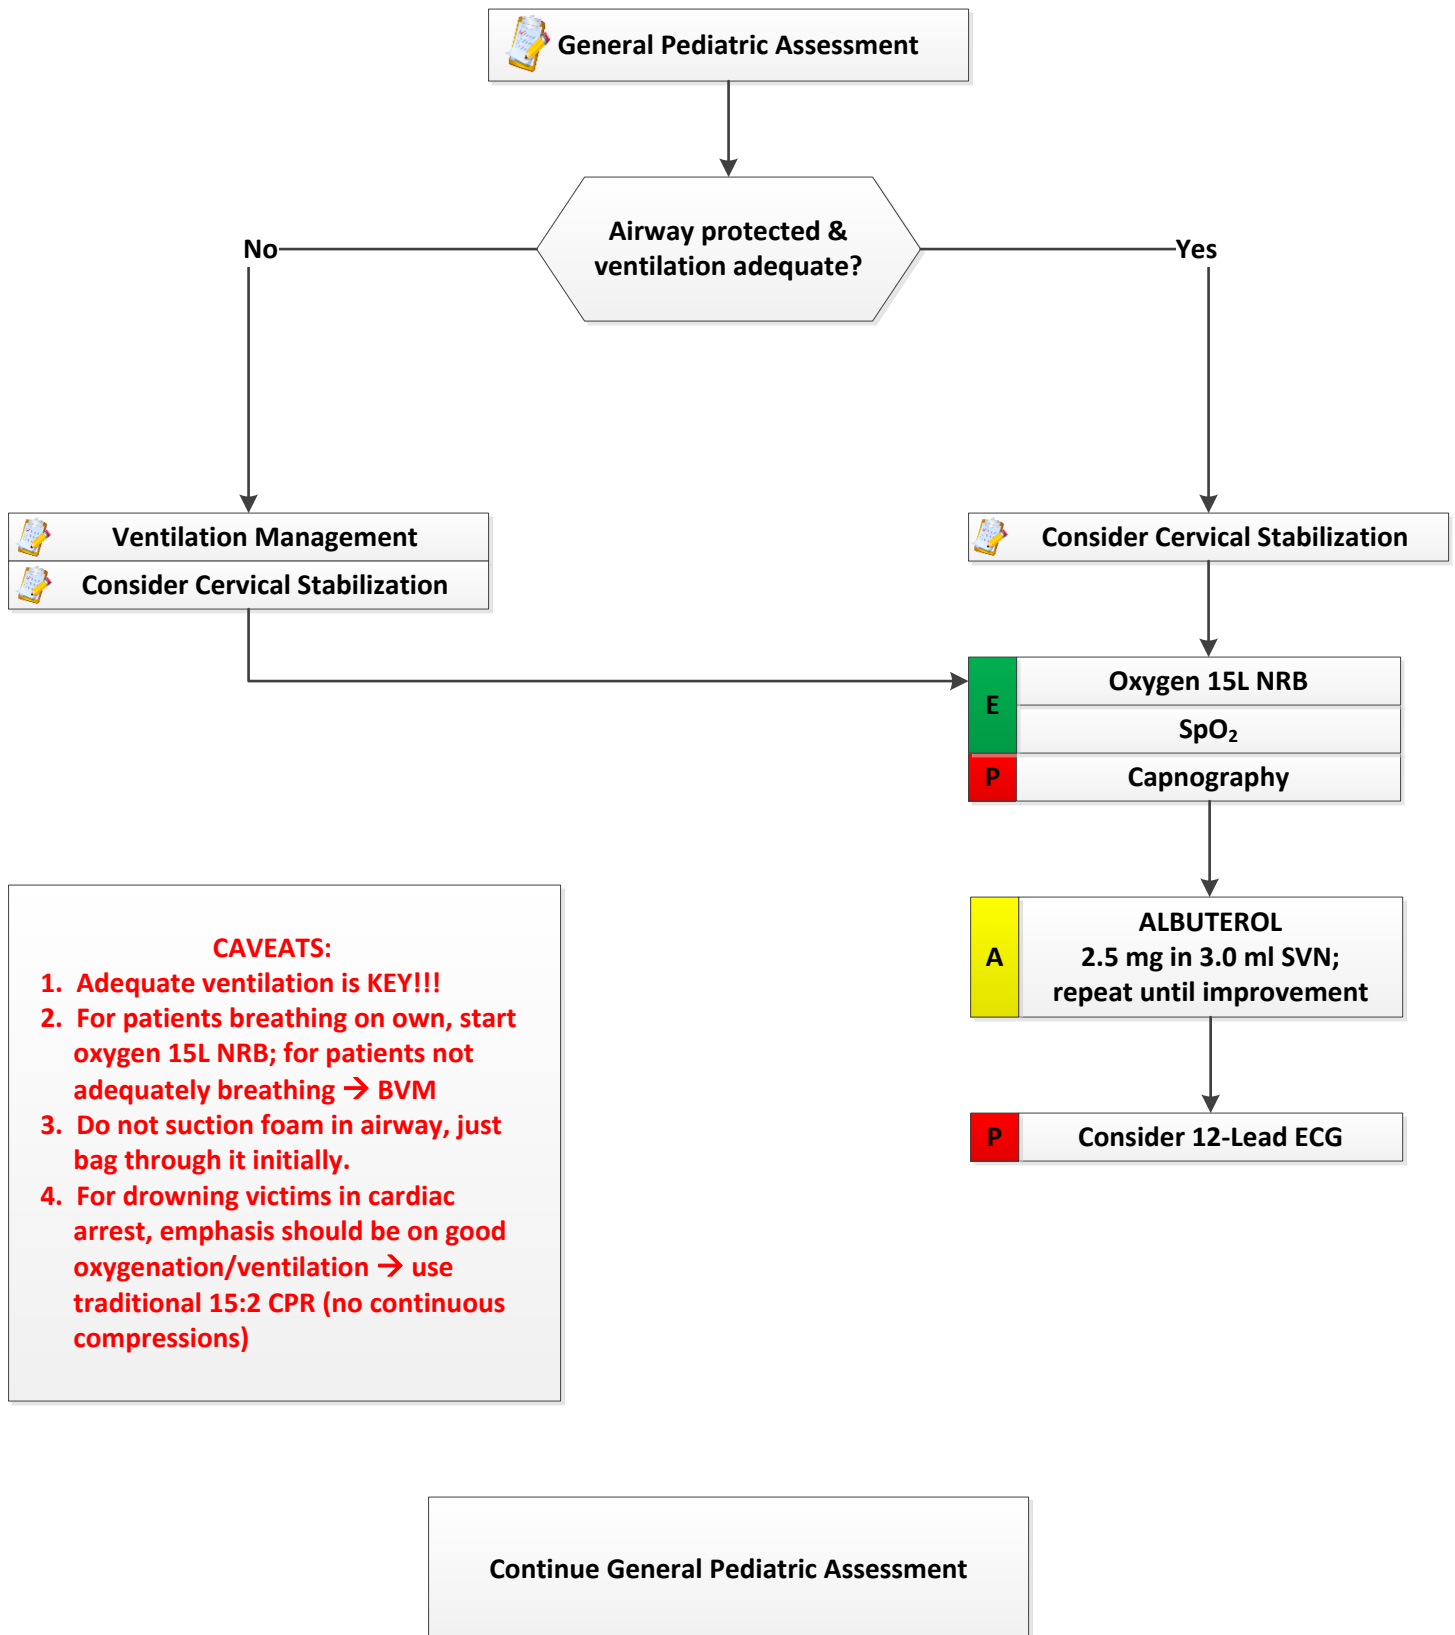 General Pediatric Assessment
Airway protected &
ventilation adequate?
No
Yes
Ventilation Management
Consider Cervical Stabilization
Consider Cervical Stabilization
E
Oxygen 15L NRB
SpO₂
P
Capnography
A
ALBUTEROL
2.5 mg in 3.0 ml SVN;
repeat until improvement
P
Consider 12-Lead ECG
CAVEATS:
1. Adequate ventilation is KEY!!!
2. For patients breathing on own, start
oxygen 15L NRB; for patients not
adequately breathing → BVM
3. Do not suction foam in airway, just
bag through it initially.
4. For drowning victims in cardiac
arrest, emphasis should be on good
oxygenation/ventilation → use
traditional 15:2 CPR (no continuous
compressions)
Continue General Pediatric Assessment